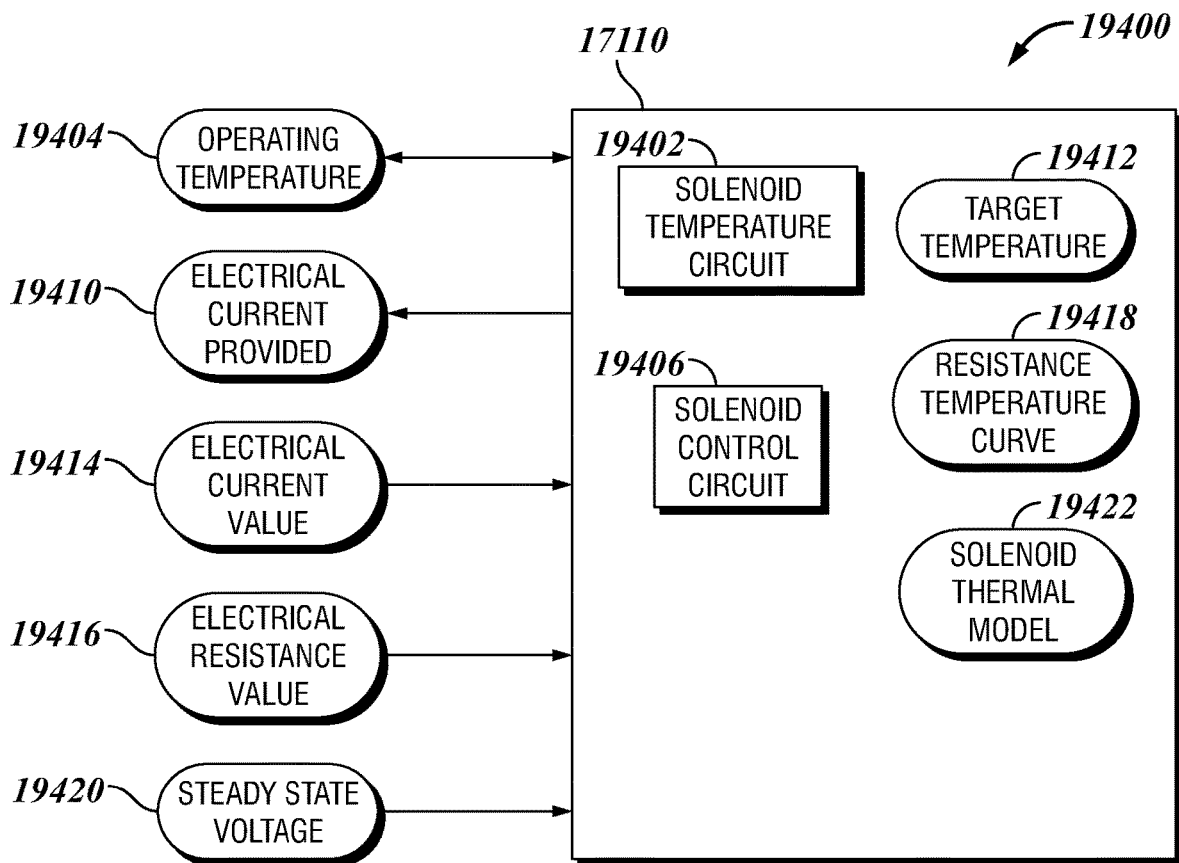 17110
19400
19404
OPERATING
TEMPERATURE
19410
ELECTRICAL
CURRENT
PROVIDED
19414
ELECTRICAL
CURRENT
VALUE
19416
ELECTRICAL
RESISTANCE
VALUE
19420
STEADY STATE
VOLTAGE
19402
SOLENOID
TEMPERATURE
CIRCUIT
19406
SOLENOID
CONTROL
CIRCUIT
19412
TARGET
TEMPERATURE
19418
RESISTANCE
TEMPERATURE
CURVE
19422
SOLENOID
THERMAL
MODEL